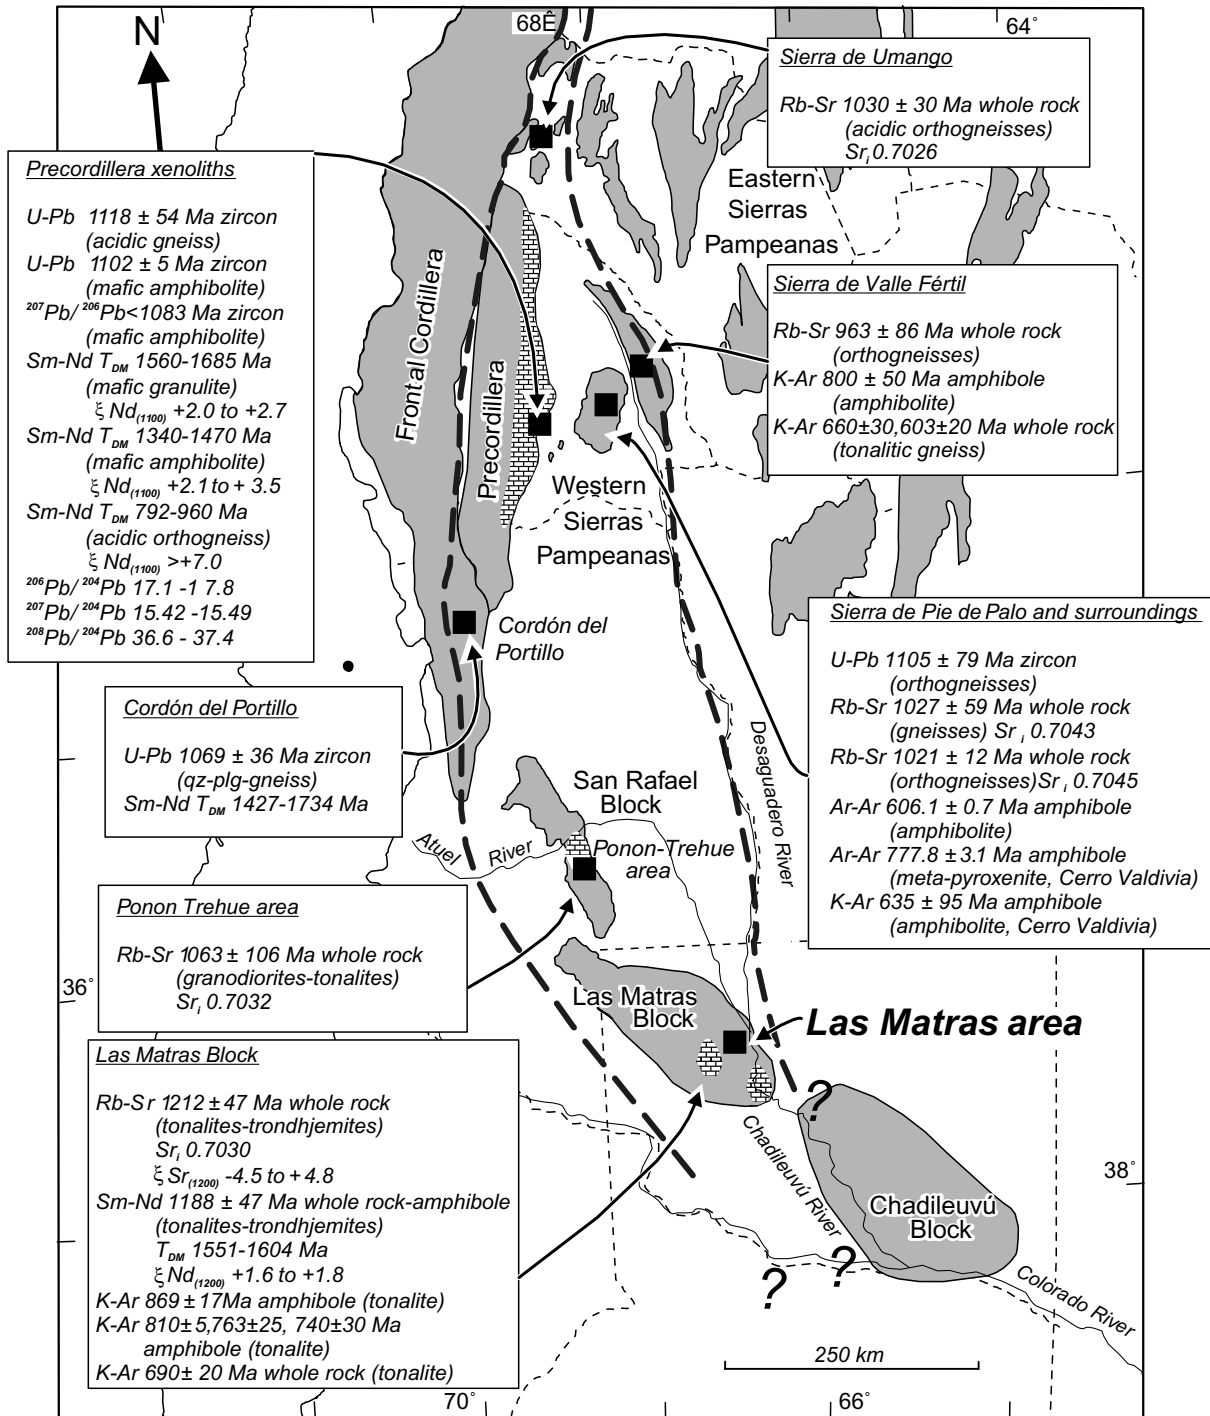 68Ê
64°
N
Sierra de Umango
Rb-Sr 1030 ± 30 Ma whole rock
(acidic orthogneisses)
Sri 0.7026
Precordillera xenoliths
U-Pb 1118 ± 54 Ma zircon
(acidic gneiss)
U-Pb 1102 ± 5 Ma zircon
(mafic amphibolite)
207Pb/ 206Pb<1083 Ma zircon
(mafic amphibolite)
Sm-Nd TDM 1560-1685 Ma
(mafic granulite)
ξ Nd(1100) +2.0 to +2.7
Sm-Nd TDM 1340-1470 Ma
(mafic amphibolite)
ξ Nd(1100) +2.1 to + 3.5
Sm-Nd TDM 792-960 Ma
(acidic orthogneiss)
ξ Nd(1100) >+7.0
206Pb/ 204Pb 17.1 -1 7.8
207Pb/ 204Pb 15.42 -15.49
208Pb/ 204Pb 36.6 - 37.4
Eastern
Sierras
Pampeanas
Sierra de Valle Fértil
Rb-Sr 963 ± 86 Ma whole rock
(orthogneisses)
K-Ar 800 ± 50 Ma amphibole
(amphibolite)
K-Ar 660±30,603±20 Ma whole rock
(tonalitic gneiss)
Frontal Cordillera
Precordillera
Western
Sierras
Pampeanas
Cordón del
Portillo
Sierra de Pie de Palo and surroundings
U-Pb 1105 ± 79 Ma zircon
(orthogneisses)
Rb-Sr 1027 ± 59 Ma whole rock
(gneisses) Sr i 0.7043
Rb-Sr 1021 ± 12 Ma whole rock
(orthogneisses)Sr i 0.7045
Ar-Ar 606.1 ± 0.7 Ma amphibole
(amphibolite)
Ar-Ar 777.8 ±3.1 Ma amphibole
(meta-pyroxenite, Cerro Valdivia)
K-Ar 635 ± 95 Ma amphibole
(amphibolite, Cerro Valdivia)
Cordón del Portillo
U-Pb 1069 ± 36 Ma zircon
(qz-plg-gneiss)
Sm-Nd TDM 1427-1734 Ma
Desaguadero River
San Rafael
Block
Atuel River
Ponon-Trehue
area
Ponon Trehue area
Rb-Sr 1063 ± 106 Ma whole rock
(granodiorites-tonalites)
Sri 0.7032
36°
Las Matras
Block
Las Matras area
Las Matras Block
Rb-Sr 1212 ± 47 Ma whole rock
(tonalites-trondhjemites)
Sri 0.7030
ξ Sr(1200) -4.5 to + 4.8
Sm-Nd 1188 ± 47 Ma whole rock-amphibole
(tonalites-trondhjemites)
TDM 1551-1604 Ma
ξ Nd(1200) +1.6 to +1.8
K-Ar 869 ± 17Ma amphibole (tonalite)
K-Ar 810±5,763±25, 740±30 Ma
amphibole (tonalite)
K-Ar 690± 20 Ma whole rock (tonalite)
?
Chadileuvú River
38°
Chadileuvú
Block
?
?
Colorado River
250 km
70°
66°